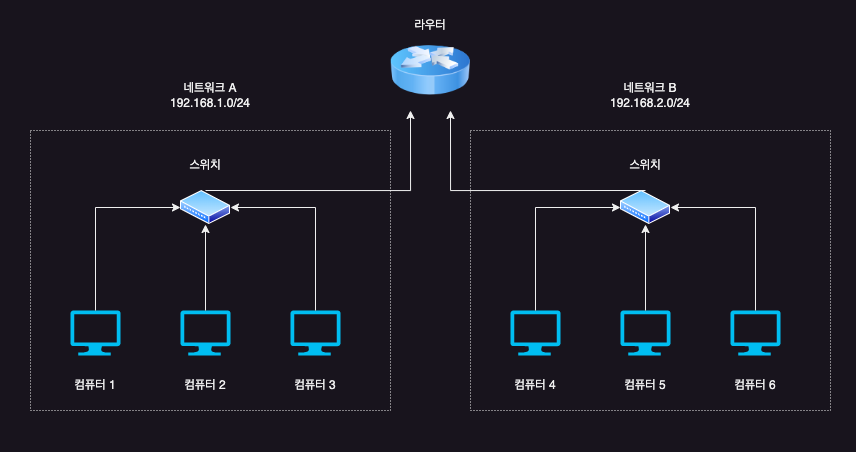 라우터
네트워크 A
192.168.1.0/24
네트워크 B
192.168.2.0/24
스위치
스위치
컴퓨터 1
컴퓨터 2
컴퓨터 3
컴퓨터 4
컴퓨터 5
컴퓨터 6